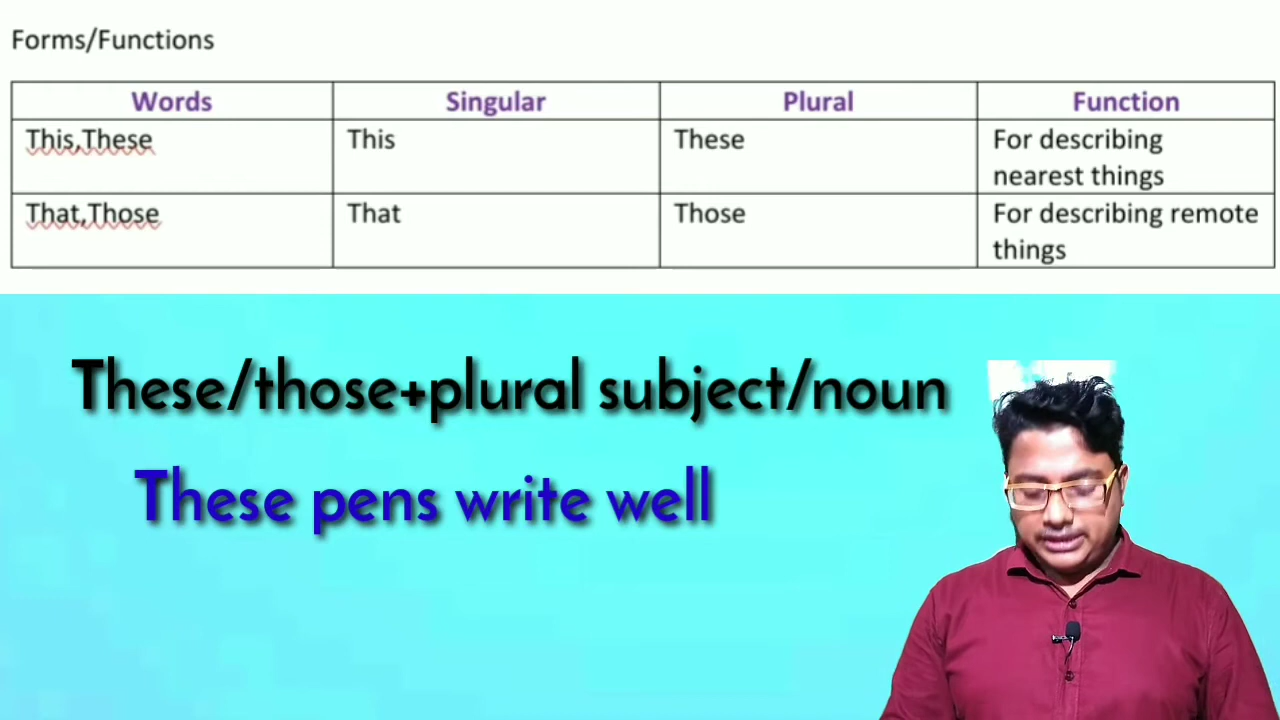 Forms/Functions
Words Singular Plural Function
This,These This These For describing
nearest things
That,Those That Those For describing remote
things
These/those+plural subject/noun
These pens write well